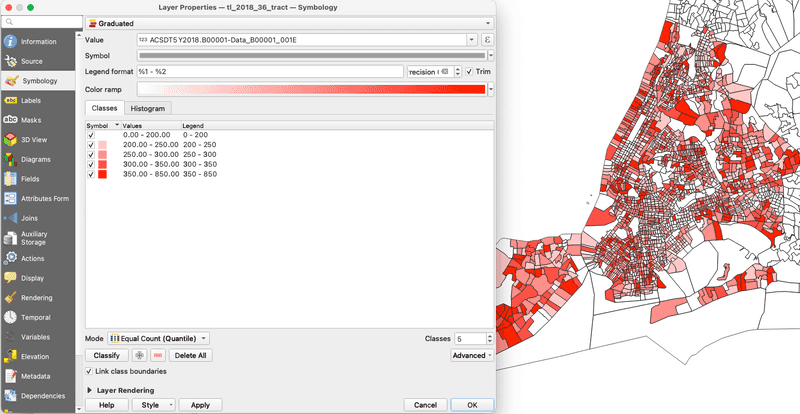 Layer Properties — tl_2018_36_tract — Symbology
Graduated
Information
Source
Symbology
Labels
Masks
3D View
Diagrams
Fields
Attributes Form
Joins
Auxiliary
Storage
Actions
Display
Rendering
Temporal
Variables
Elevation
Metadata
Dependencies
Value 123 ACSDT5Y2018.B00001-Data_B00001_001E ε
Symbol
Legend format %1 - %2 recision Trim
Color ramp
Classes Histogram
Symbol Values Legend
0.00 - 200.00 0 - 200
200.00 - 250.00 200 - 250
250.00 - 300.00 250 - 300
300.00 - 350.00 300 - 350
350.00 - 850.00 350 - 850
Mode Equal Count (Quantile) Classes 5
Classify Delete All Advanced
Link class boundaries
Layer Rendering
Help Style Apply Cancel OK